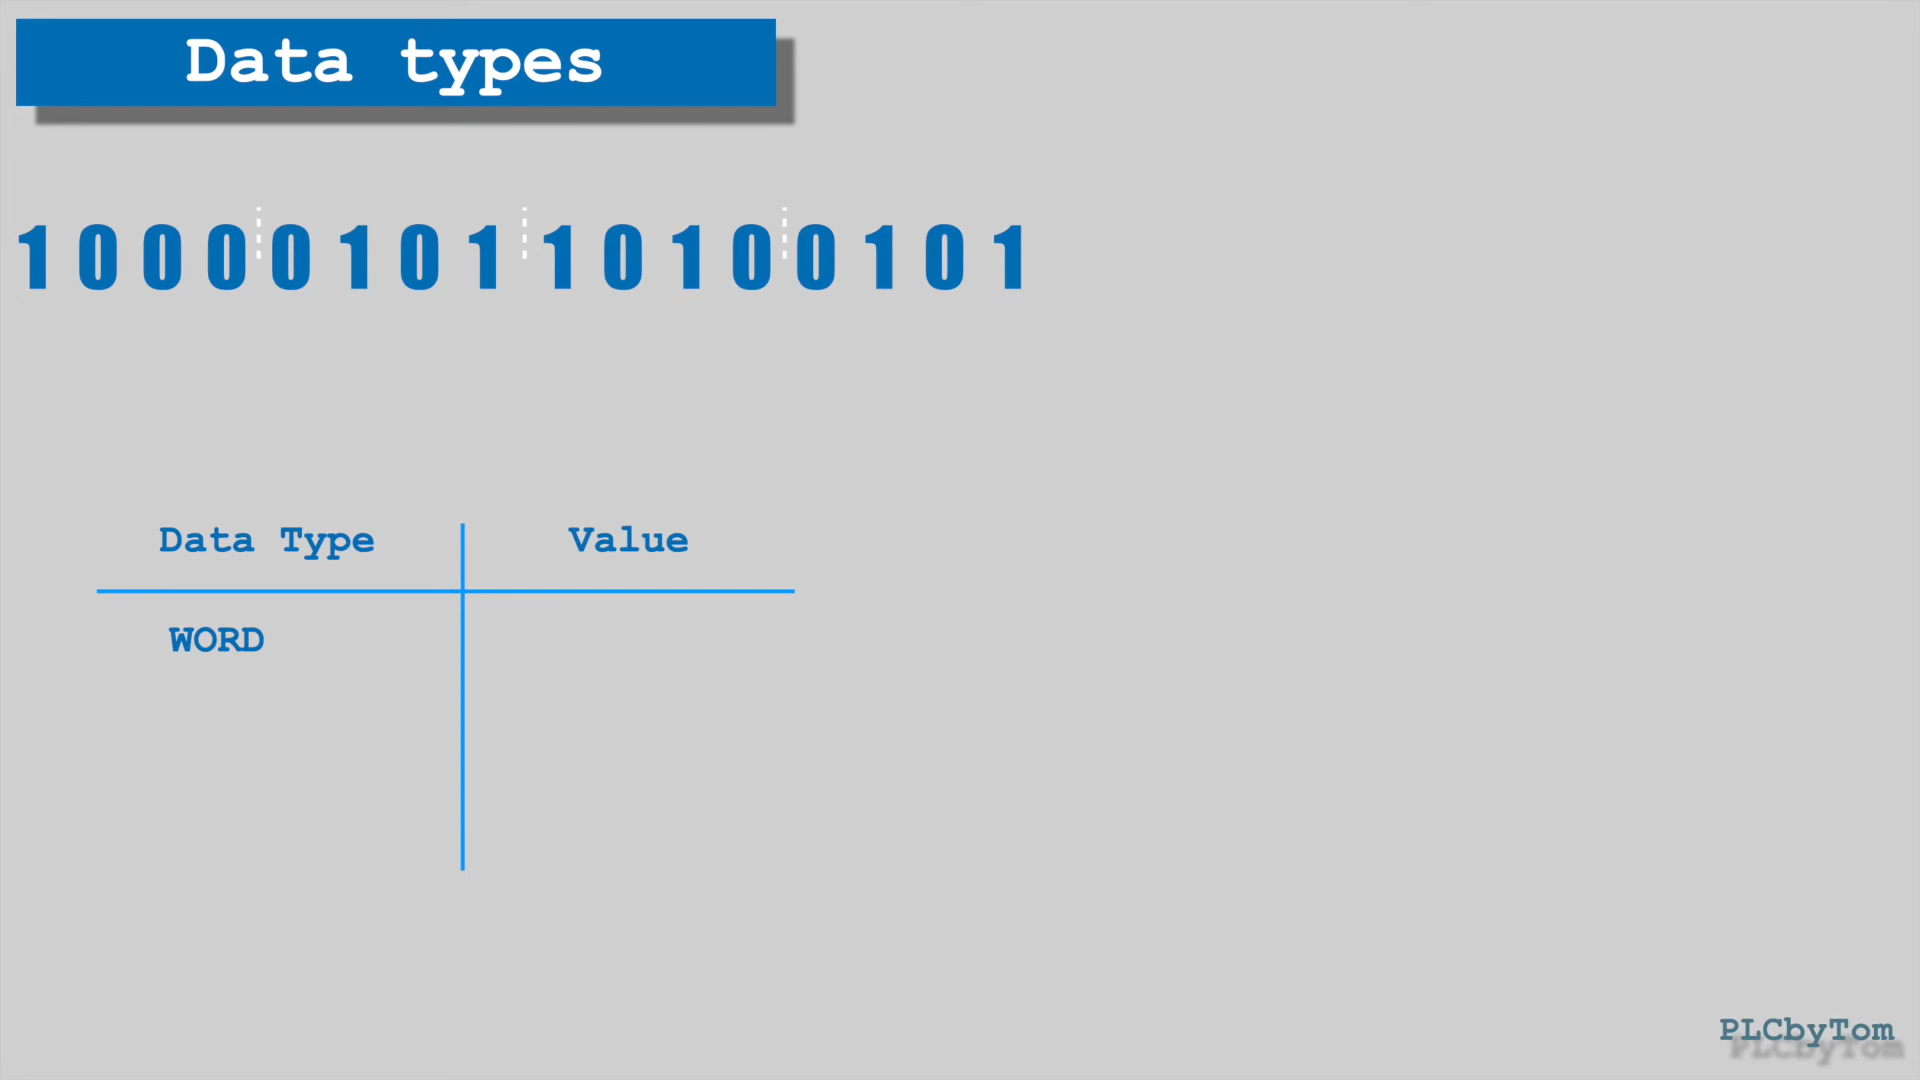 Data types
1 0 0 0 0 1 0 1 1 0 1 0 0 1 0 1
Data Type Value
WORD
PLCbyTom